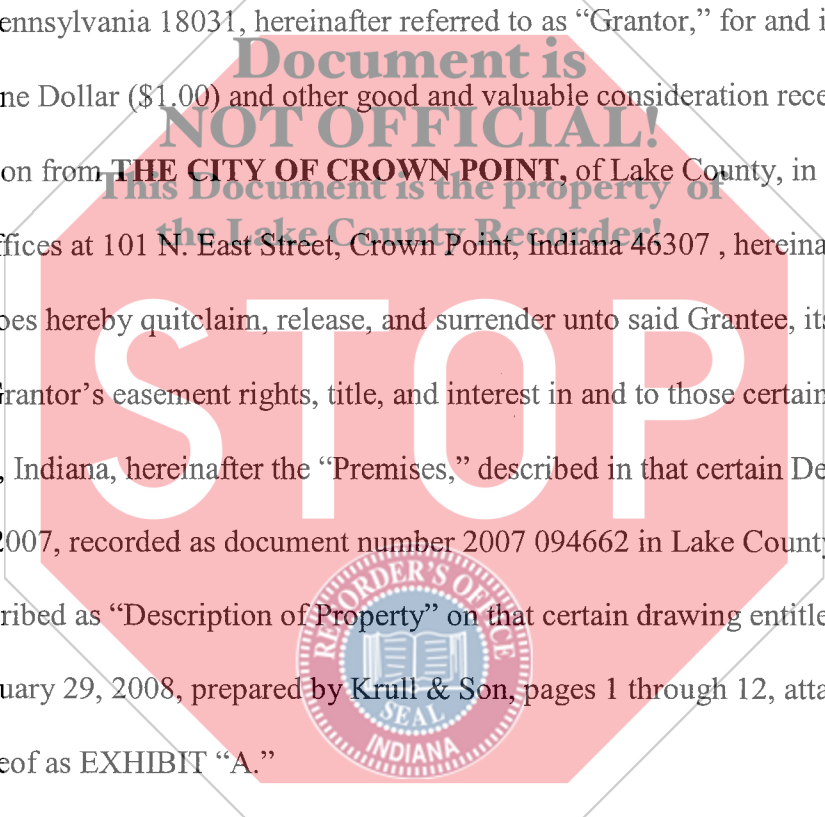 ennsylvania 18031, hereinafter referred to as “Grantor,” for and i
Document is
ne Dollar ($1.00) and other good and valuable consideration rece
NOT OFFICIAL!
on from THE CITY OF CROWN POINT, of Lake County, in
This Document is the property of
ffices at 101 N. East Street, Crown Point, Indiana 46307 , hereina
the Lake County Recorder!
oes hereby quitclaim, release, and surrender unto said Grantee, its
STOP
rantor’s easement rights, title, and interest in and to those certain
, Indiana, hereinafter the “Premises,” described in that certain De
2007, recorded as document number 2007 094662 in Lake County
RECORDER'S OFFICE
ribed as “Description of Property” on that certain drawing entitle
uary 29, 2008, prepared by Krull & Son, pages 1 through 12, atta
SEAL
INDIANA
eof as EXHIBIT “A.”